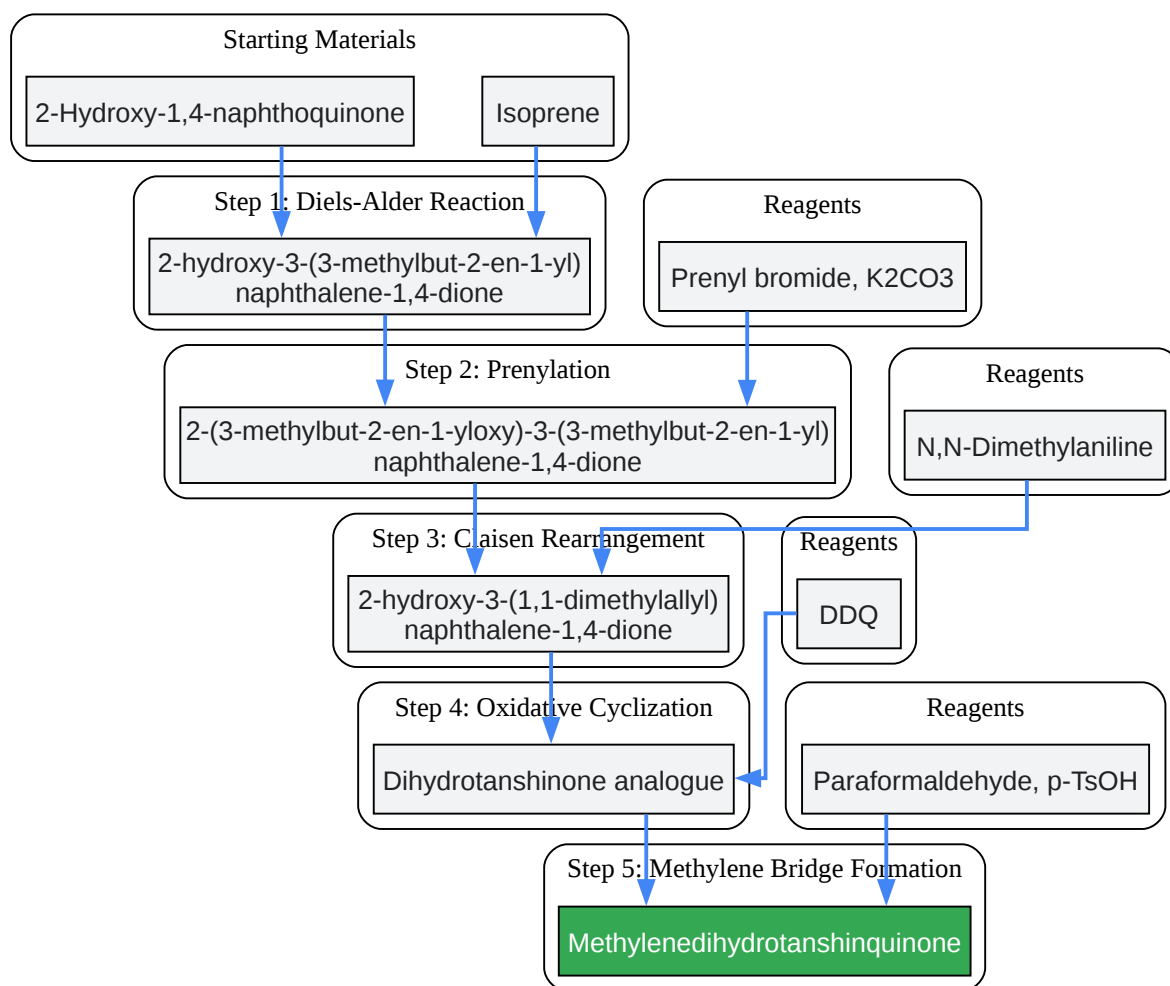 Starting Materials
2-Hydroxy-1,4-naphthoquinone
Isoprene
Step 1: Diels-Alder Reaction
2-hydroxy-3-(3-methylbut-2-en-1-yl)
naphthalene-1,4-dione
Reagents
Prenyl bromide, K2CO3
Step 2: Prenylation
2-(3-methylbut-2-en-1-yloxy)-3-(3-methylbut-2-en-1-yl)
naphthalene-1,4-dione
Reagents
N,N-Dimethylaniline
Step 3: Claisen Rearrangement
2-hydroxy-3-(1,1-dimethylallyl)
naphthalene-1,4-dione
Reagents
DDQ
Step 4: Oxidative Cyclization
Dihydrotanshinone analogue
Reagents
Paraformaldehyde, p-TsOH
Step 5: Methylene Bridge Formation
Methylenedihydrotanshinquinone